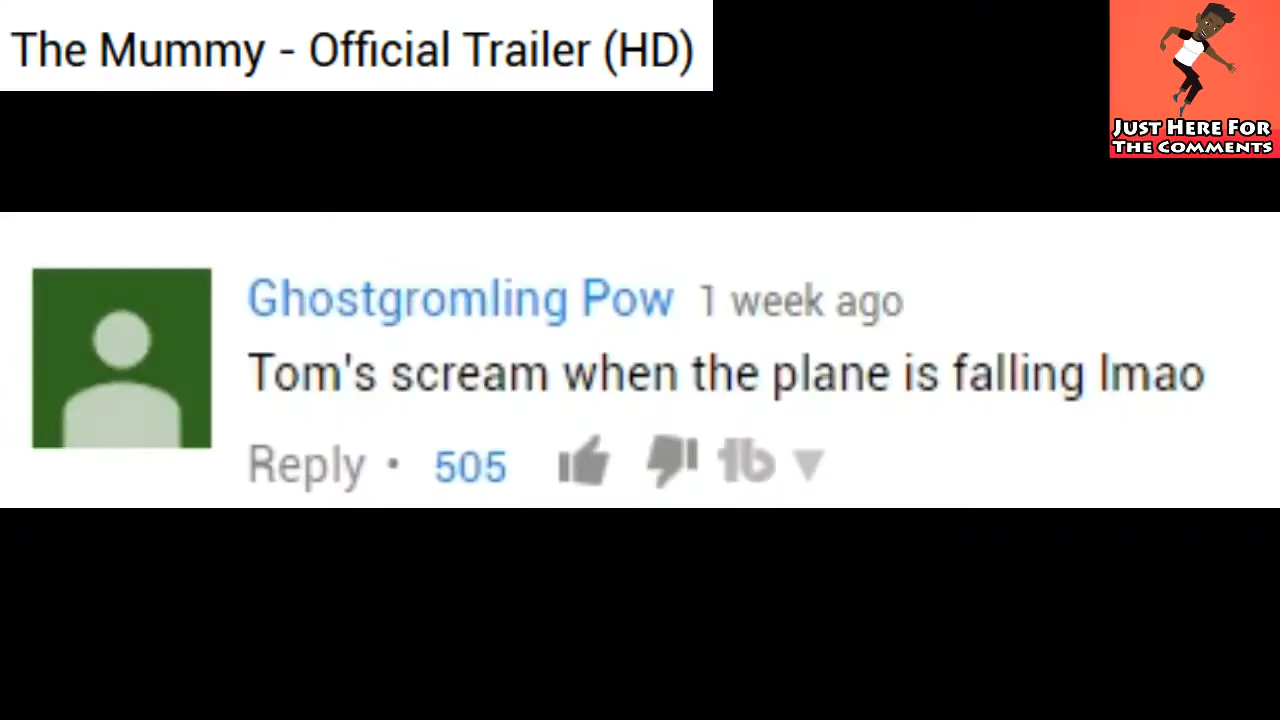 The Mummy - Official Trailer (HD)
JUST HERE FOR
THE COMMENTS
Ghostgromling Pow 1 week ago
Tom's scream when the plane is falling lmao
Reply • 505 tb